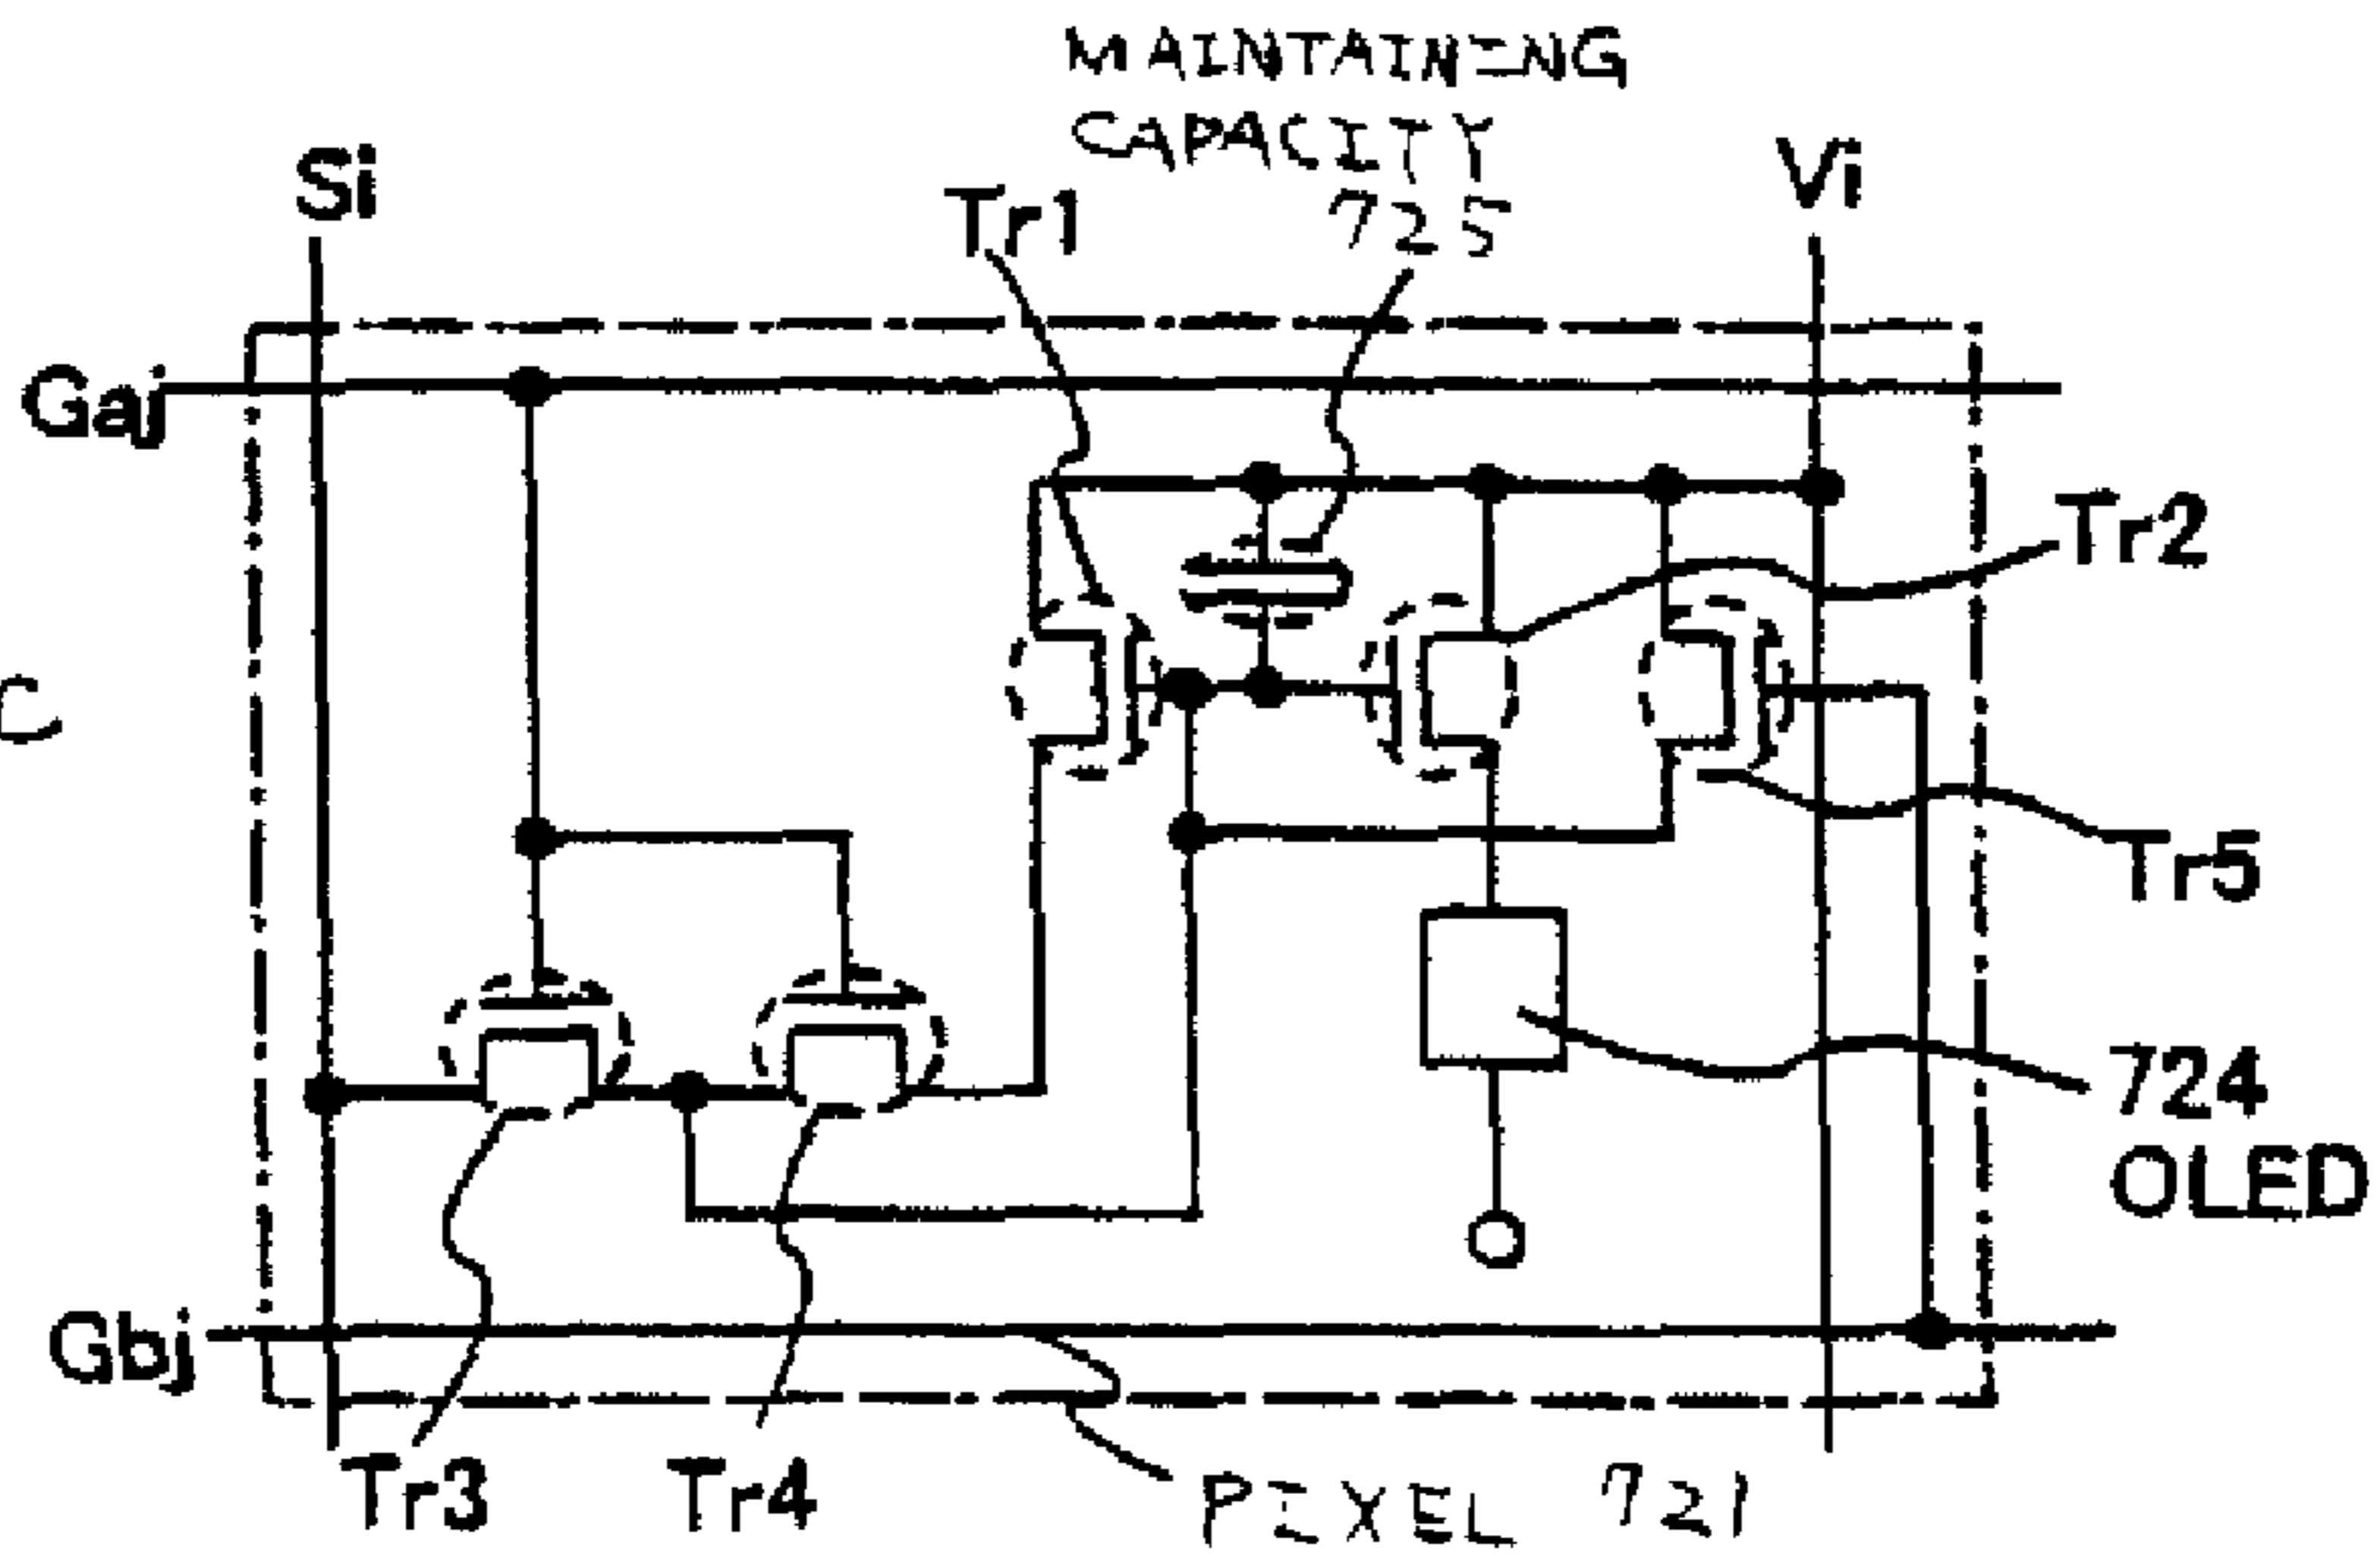 MAINTAINING
CAPACITY
725
Si
Tr1
Vi
Gaj
Tr2
C
Tr5
724
OLED
Gbj
Tr3
Tr4
PIXEL 721